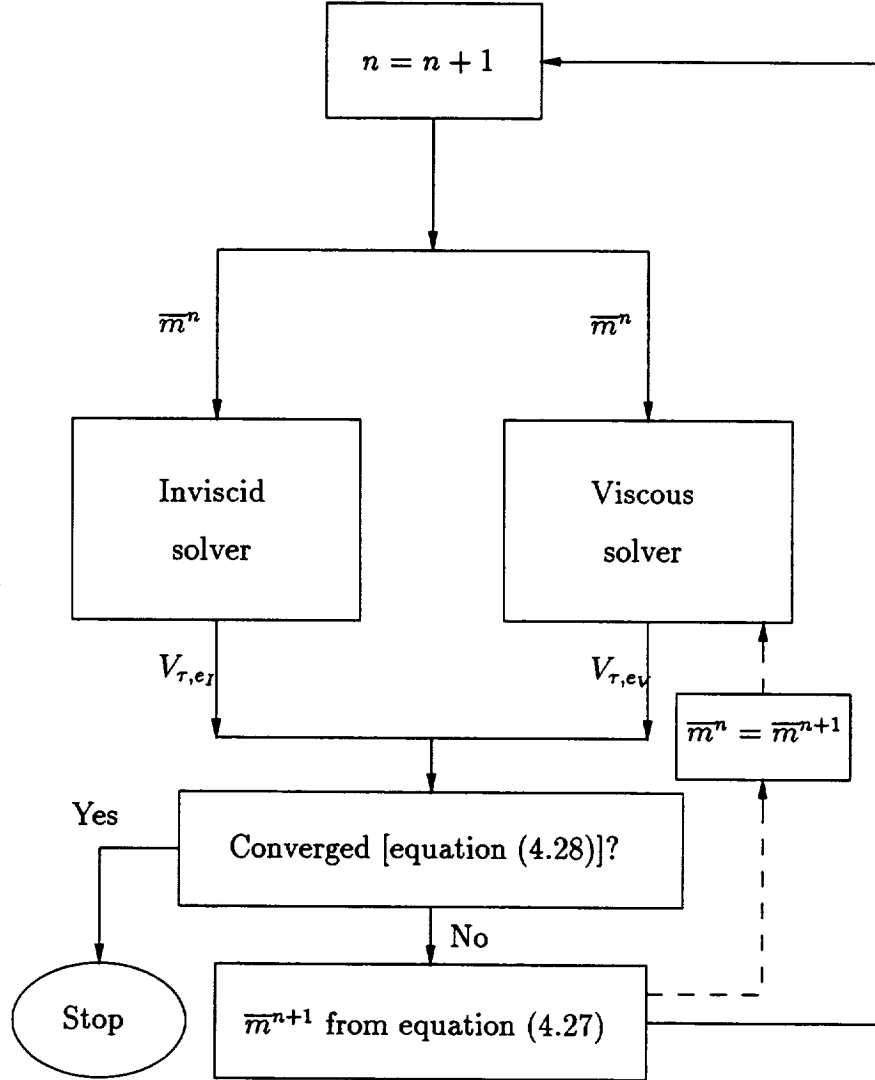 n = n + 1
m̅ⁿ
m̅ⁿ
Inviscid
solver
Viscous
solver
V_{τ,e_I}
V_{τ,e_V}
m̅ⁿ = m̅ⁿ⁺¹
Yes
Converged [equation (4.28)]?
No
Stop
m̅ⁿ⁺¹ from equation (4.27)